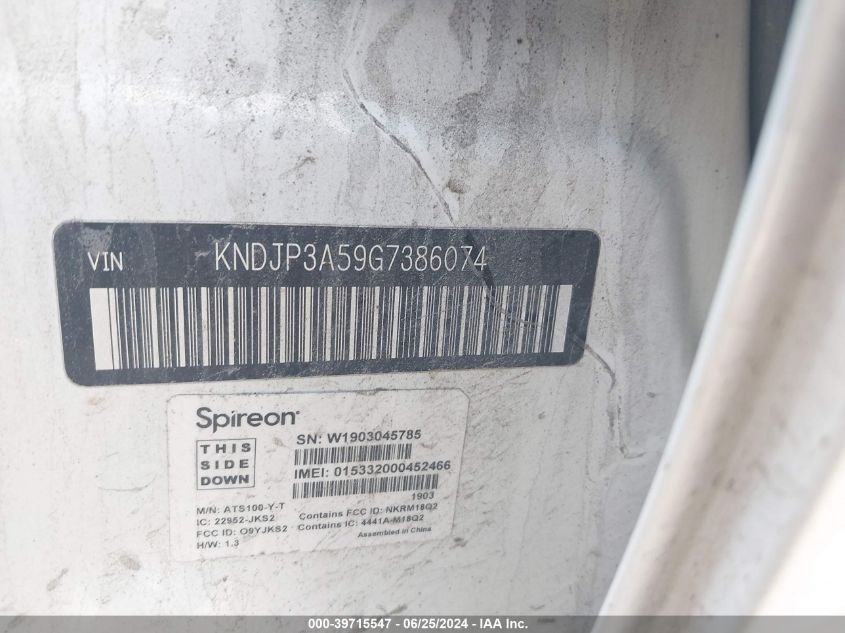 VIN KNDJP3A59G7386074
Spireon
THIS
SIDE
DOWN
SN: W1903045785
IMEI: 015332000452466
1903
M/N: ATS100-Y-T
IC: 22952-JKS2
FCC ID: O9YJKS2
H/W: 1.3
Contains FCC ID: NKRM18Q2
Contains IC: 4441A-M18Q2
Assembled in China
000-39715547 - 06/25/2024 - IAA Inc.